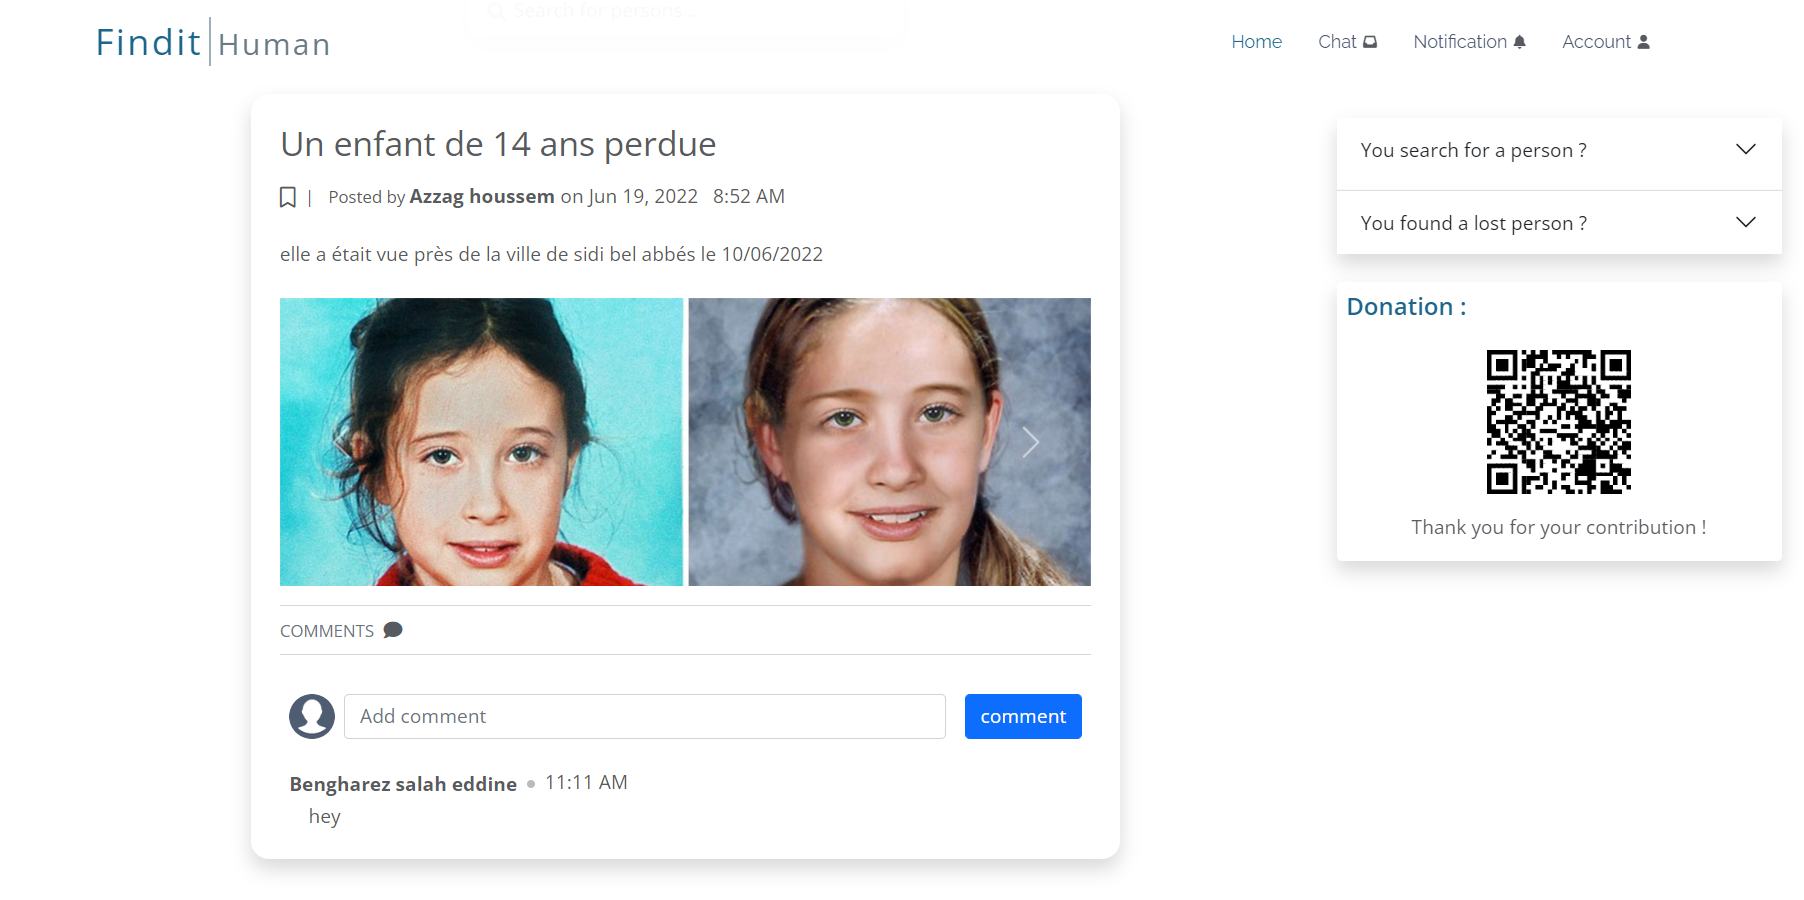 Search for persons...
Findit Human
Home Chat Notification Account
Un enfant de 14 ans perdue
| Posted by Azzag houssem on Jun 19, 2022 8:52 AM
elle a était vue près de la ville de sidi bel abbés le 10/06/2022
COMMENTS
Add comment
comment
Bengharez salah eddine • 11:11 AM
hey
You search for a person ?
You found a lost person ?
Donation :
Thank you for your contribution !